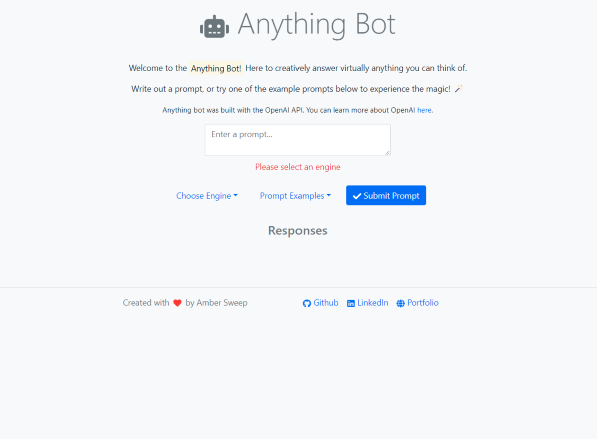 Anything Bot
Welcome to the Anything Bot! Here to creatively answer virtually anything you can think of.
Write out a prompt, or try one of the example prompts below to experience the magic!
Anything bot was built with the OpenAI API. You can learn more about OpenAI here.
Enter a prompt...
Please select an engine
Choose Engine Prompt Examples Submit Prompt
Responses
Created with by Amber Sweep Github LinkedIn Portfolio